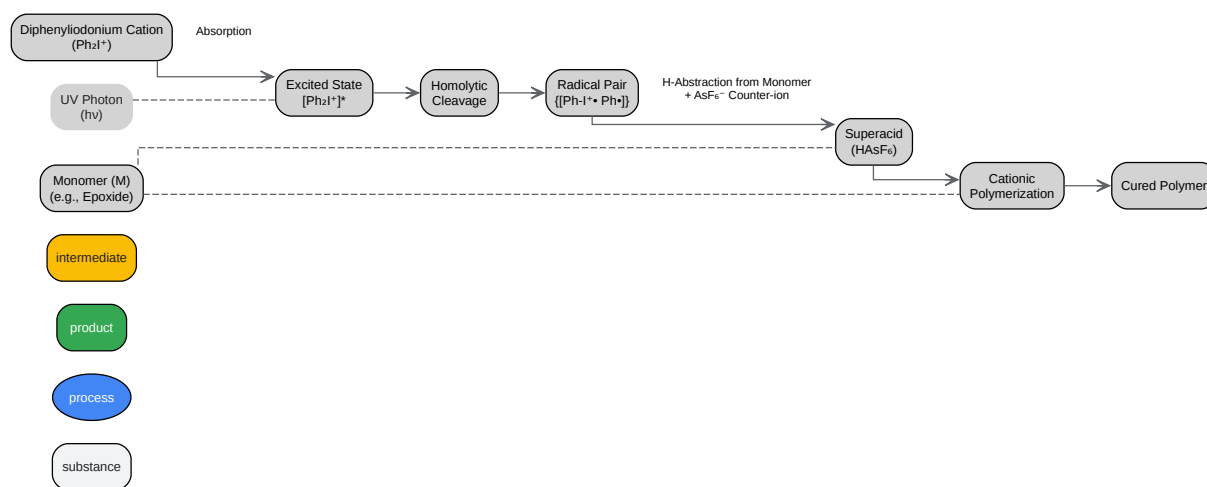 Diphenyliodonium Cation
(Ph₂I⁺)
Absorption
UV Photon
(hν)
Excited State
[Ph₂I⁺]*
Homolytic
Cleavage
Radical Pair
{[Ph-I⁺• Ph•]}
H-Abstraction from Monomer
+ AsF₆⁻ Counter-ion
Superacid
(HAsF₆)
Monomer (M)
(e.g., Epoxide)
Cationic
Polymerization
Cured Polymer
intermediate
product
process
substance